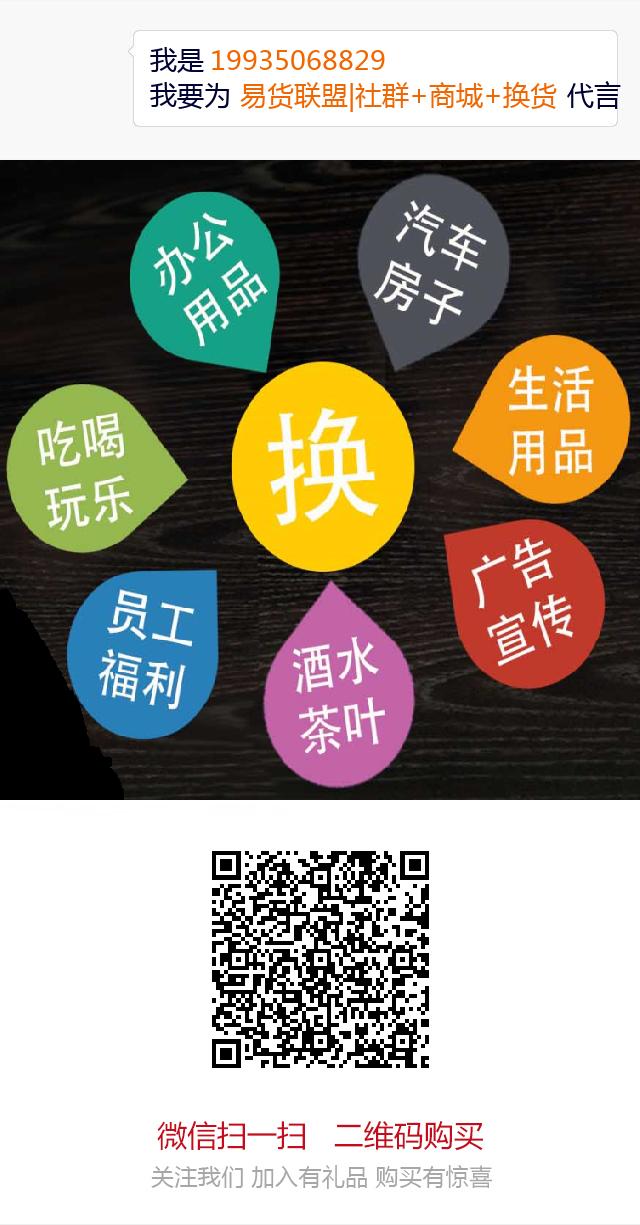 我是 19935068829
我要为 易货联盟|社群+商城+换货 代言
办公
用品
汽车
房子
吃喝
玩乐
换
生活
用品
员工
福利
酒水
茶叶
广告
宣传
微信扫一扫 二维码购买
关注我们 加入有礼品 购买有惊喜